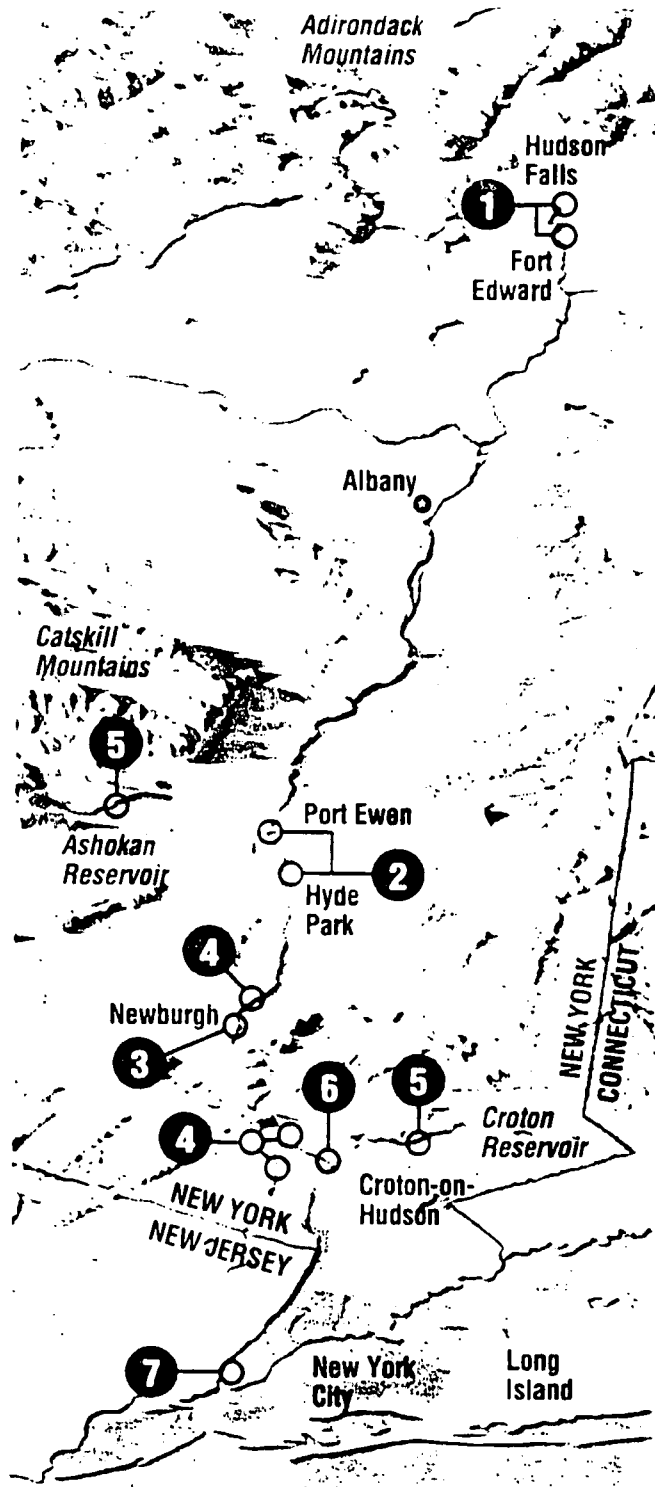 Adirondack
Mountains
Hudson
Falls
1
Fort
Edward
Albany
Catskill
Mountains
5
Port Ewen
Ashokan
Reservoir
2
Hyde
Park
4
Newburgh
NEW YORK
CONNECTICUT
3
6
5
4
Croton
Reservoir
Croton-on-
Hudson
NEW YORK
NEW JERSEY
7
New York
City
Long
Island